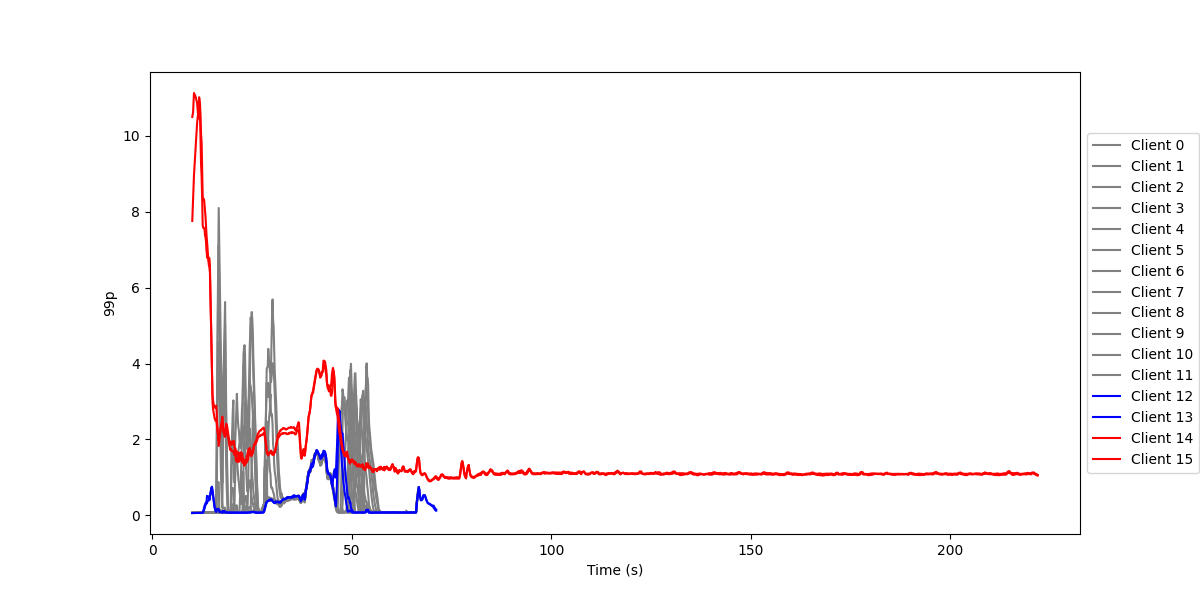 10
8
6
4
2
0
99p
0
50
100
150
200
Time (s)
Client 0
Client 1
Client 2
Client 3
Client 4
Client 5
Client 6
Client 7
Client 8
Client 9
Client 10
Client 11
Client 12
Client 13
Client 14
Client 15